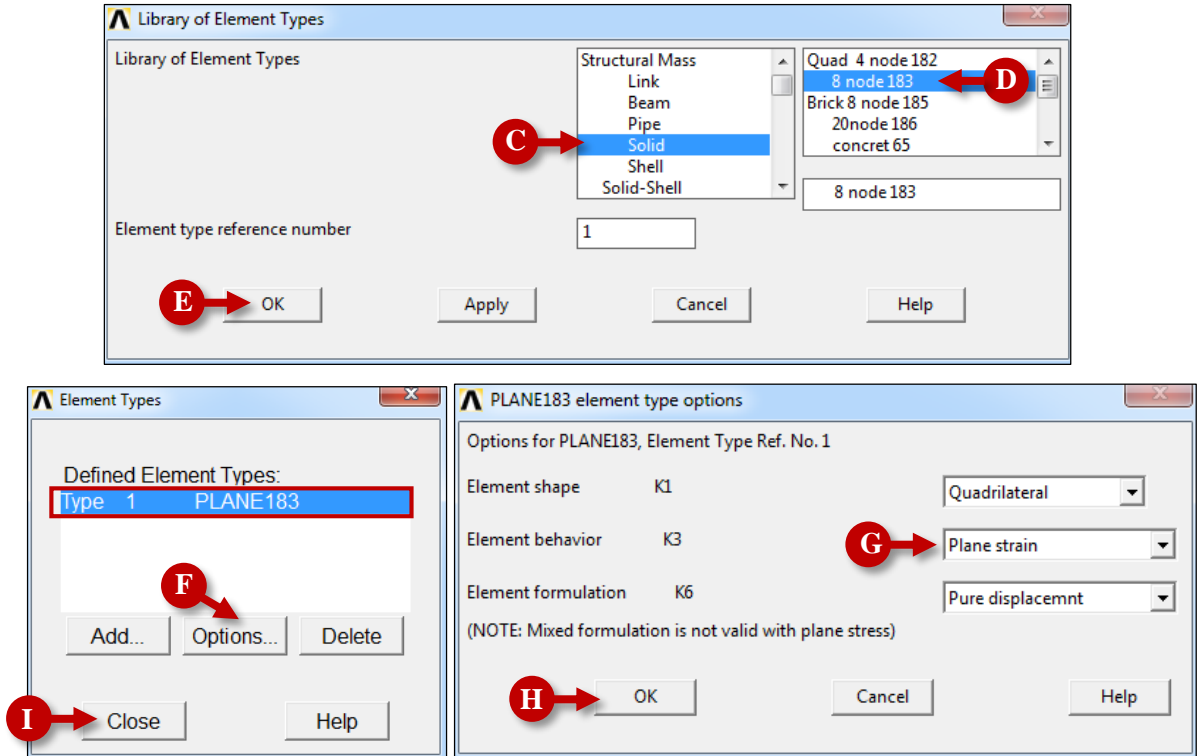 Library of Element Types
Library of Element Types
Structural Mass
Link
Beam
Pipe
Solid
Shell
Solid-Shell
Quad 4 node 182
8 node 183
Brick 8 node 185
20node 186
concret 65
8 node 183
C
D
Element type reference number
1
E
OK
Apply
Cancel
Help
Element Types
Defined Element Types:
Type 1 PLANE183
F
Add...
Options...
Delete
I
Close
Help
PLANE183 element type options
Options for PLANE183, Element Type Ref. No. 1
Element shape K1
Quadrilateral
Element behavior K3
G
Plane strain
Element formulation K6
Pure displacemnt
(NOTE: Mixed formulation is not valid with plane stress)
H
OK
Cancel
Help